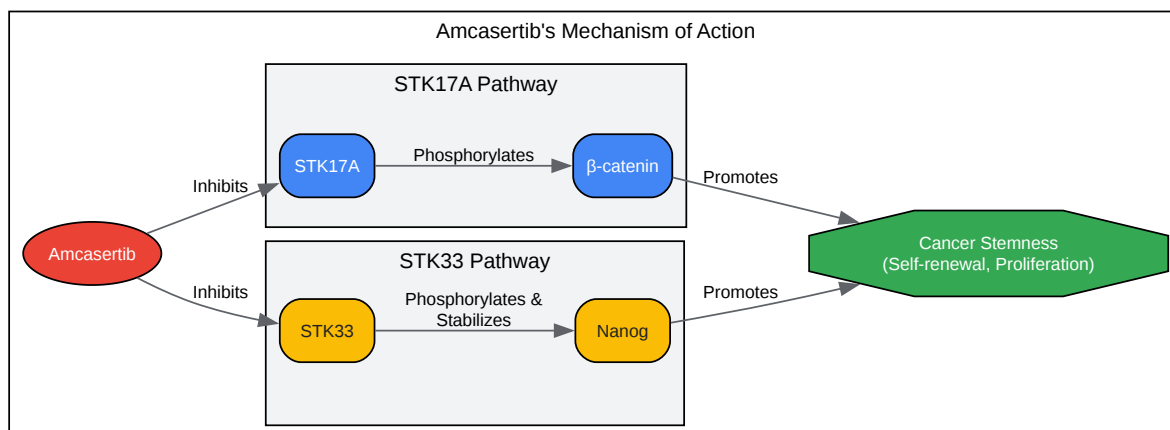 Amcasertib's Mechanism of Action
STK17A Pathway
STK17A
Phosphorylates
β-catenin
Inhibits
Promotes
Amcasertib
Cancer Stemness
(Self-renewal, Proliferation)
STK33 Pathway
Inhibits
STK33
Phosphorylates &
Stabilizes
Nanog
Promotes